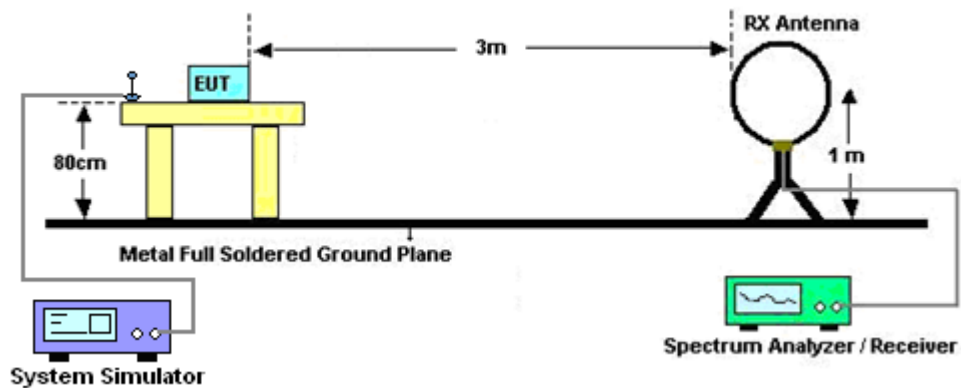 RX Antenna
3m
EUT
80cm
1 m
Metal Full Soldered Ground Plane
Spectrum Analyzer / Receiver
System Simulator